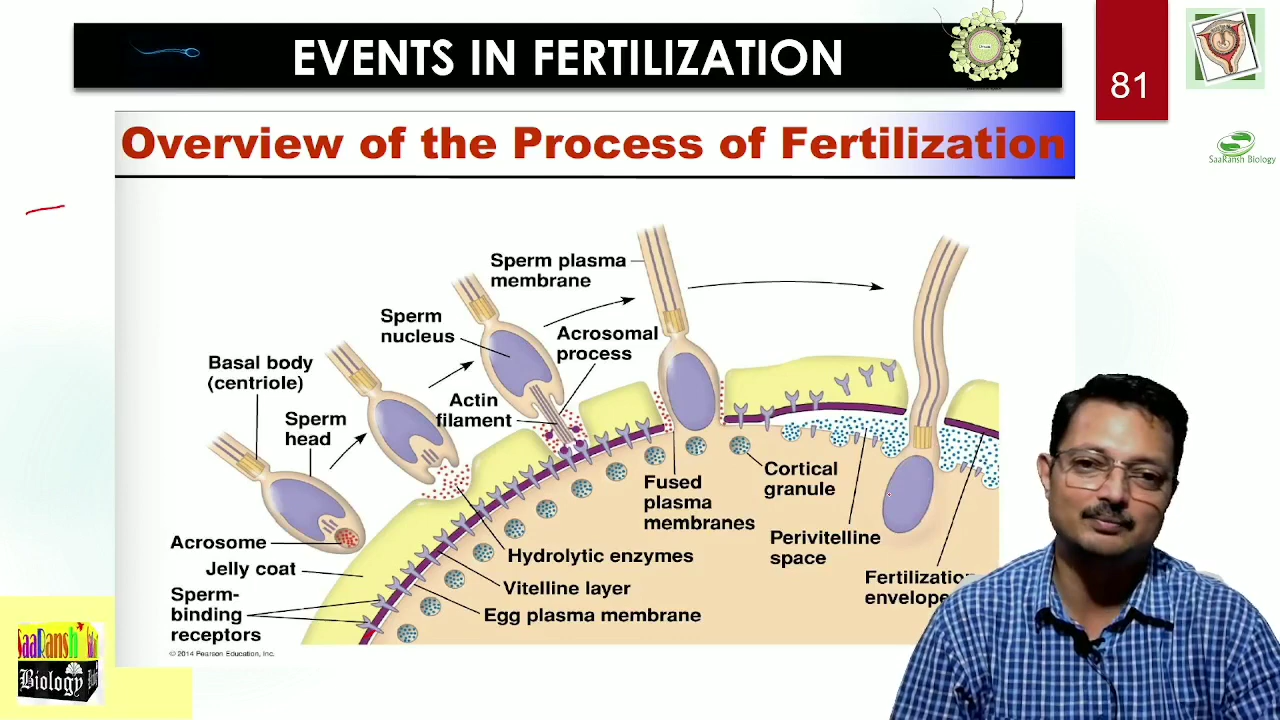 EVENTS IN FERTILIZATION
81
SaaRansh Biology
Overview of the Process of Fertilization
Sperm plasma
membrane
Sperm
nucleus
Acrosomal
process
Basal body
(centriole)
Actin
filament
Sperm
head
Cortical
granule
Fused
plasma
membranes
Perivitelline
space
Acrosome
Hydrolytic enzymes
Jelly coat
Vitelline layer
Fertilization
envelope
Sperm-
binding
receptors
Egg plasma membrane
© 2014 Pearson Education, Inc.
SaaRansh
Biology